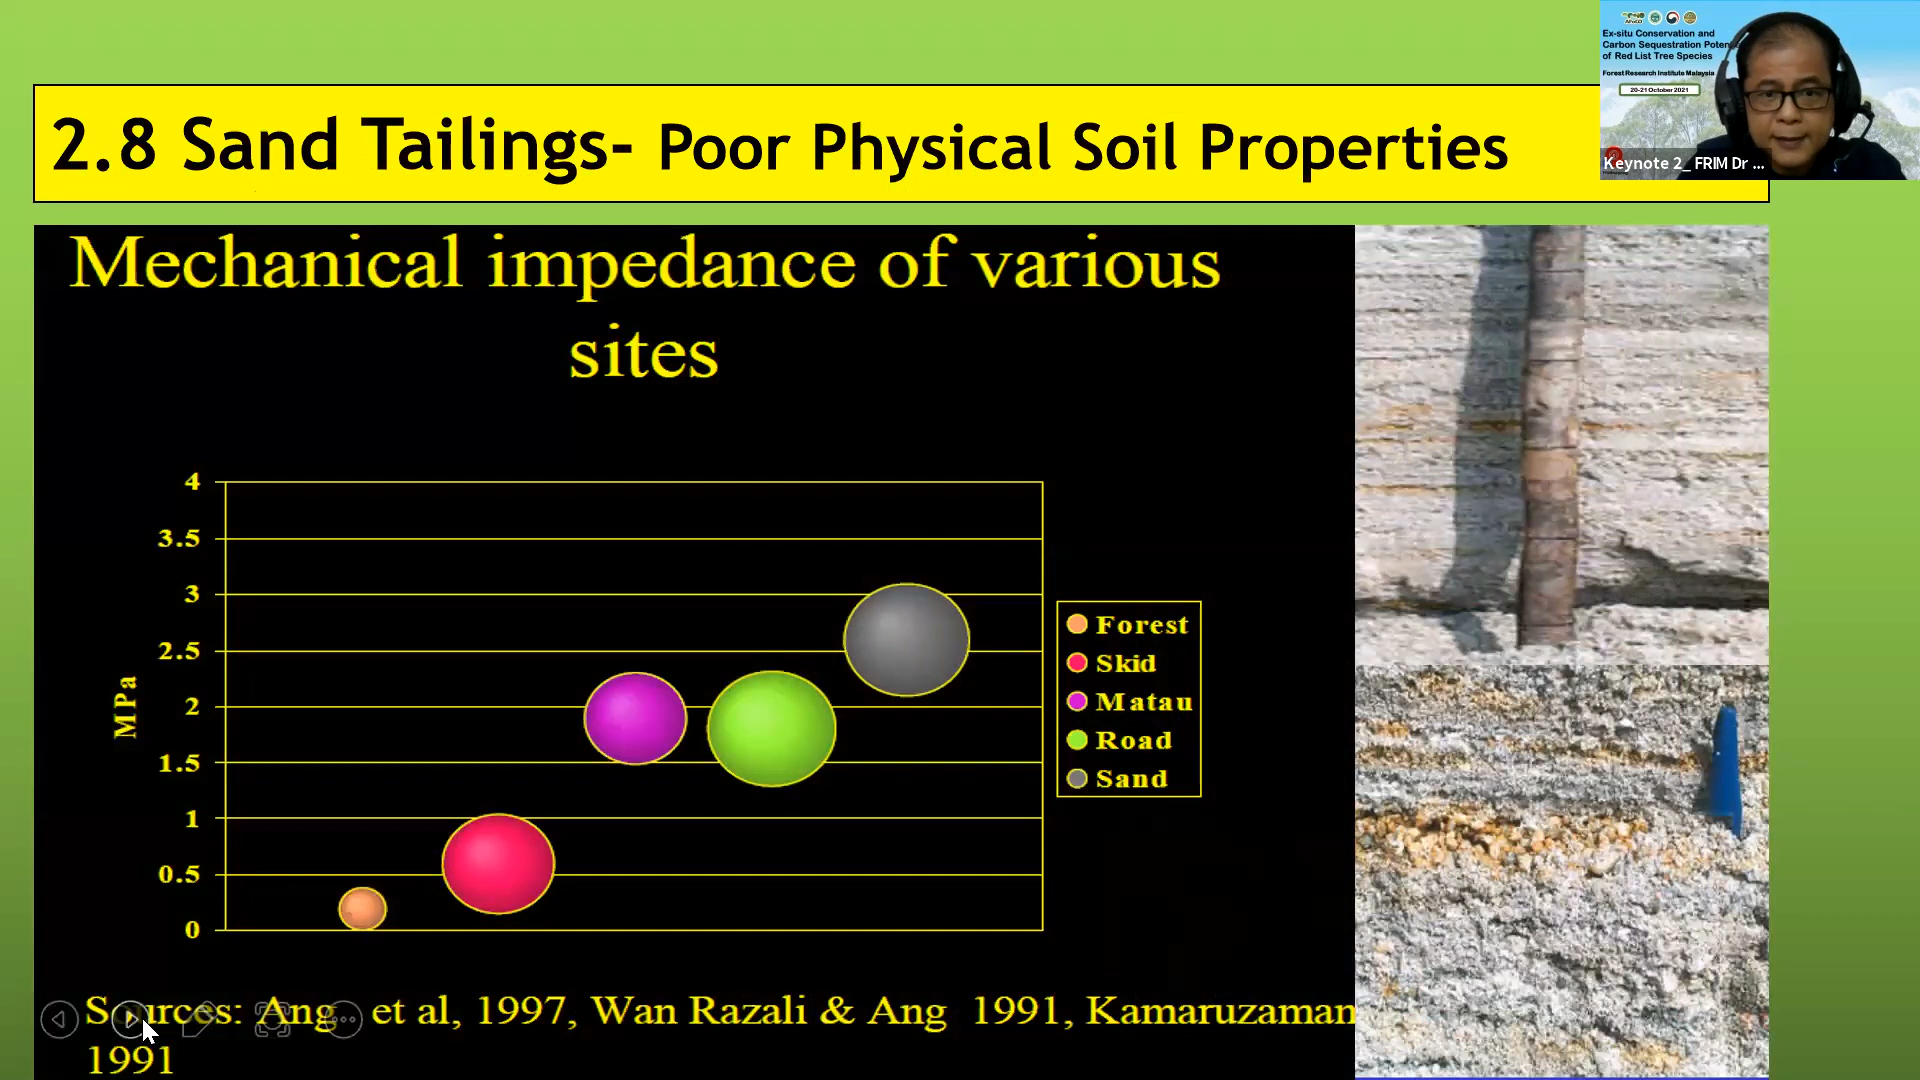 2.8 Sand Tailings- Poor Physical Soil Properties
Ex-situ Conservation and
Carbon Sequestration Poten
of Red List Tree Species
Forest Research Institute Malaysia
20-21 October 2021
Keynote 2_ FRIM Dr ...
Mechanical impedance of various
sites
4
3.5
3
2.5
2
1.5
1
0.5
0
MPa
Forest
Skid
Matau
Road
Sand
Sources: Ang et al, 1997, Wan Razali & Ang 1991, Kamaruzaman
1991